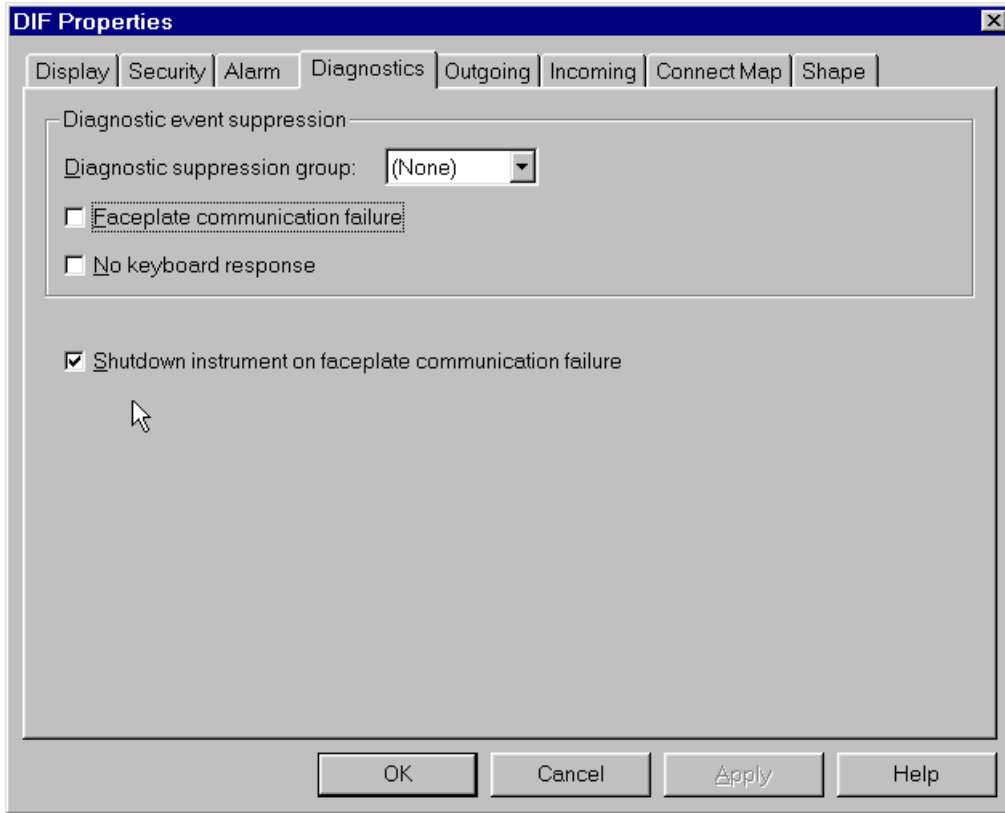 DIF Properties
Display Security Alarm Diagnostics Outgoing Incoming Connect Map Shape
Diagnostic event suppression
Diagnostic suppression group: (None)
Faceplate communication failure
No keyboard response
Shutdown instrument on faceplate communication failure
OK Cancel Apply Help